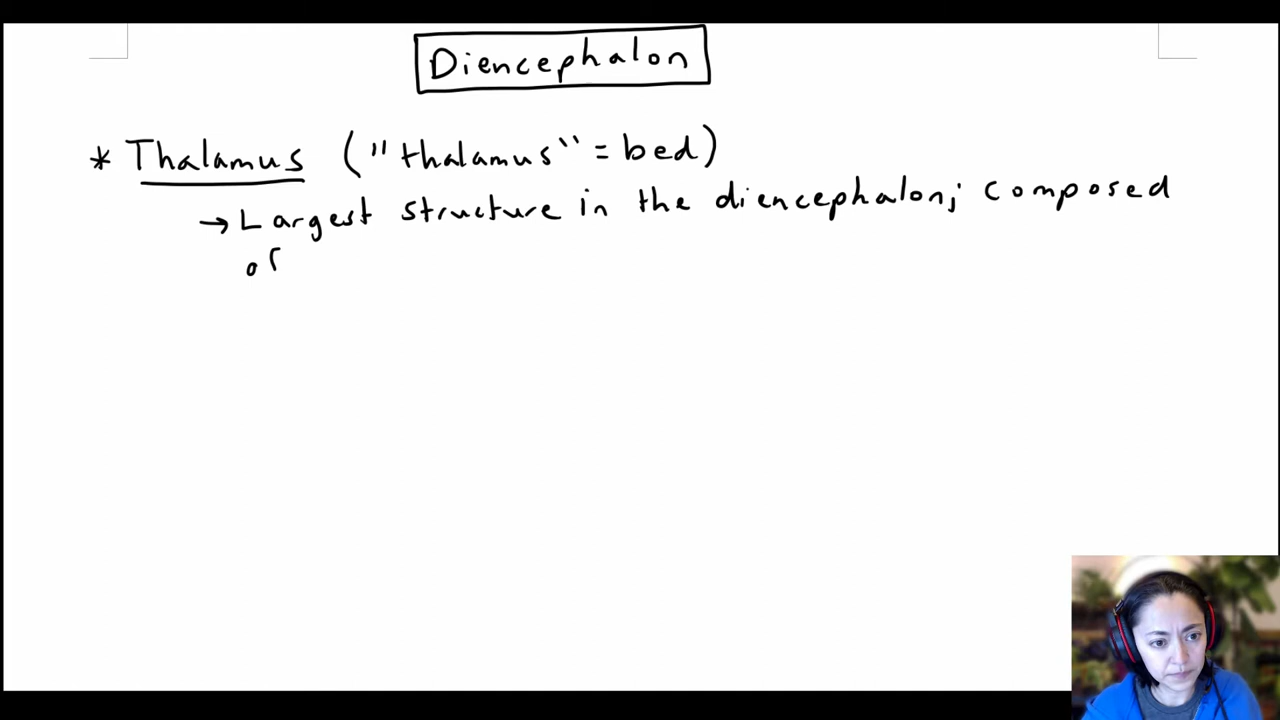 Diencephalon
* Thalamus ("thalamus" = bed)
→ Largest structure in the diencephalon; composed
of